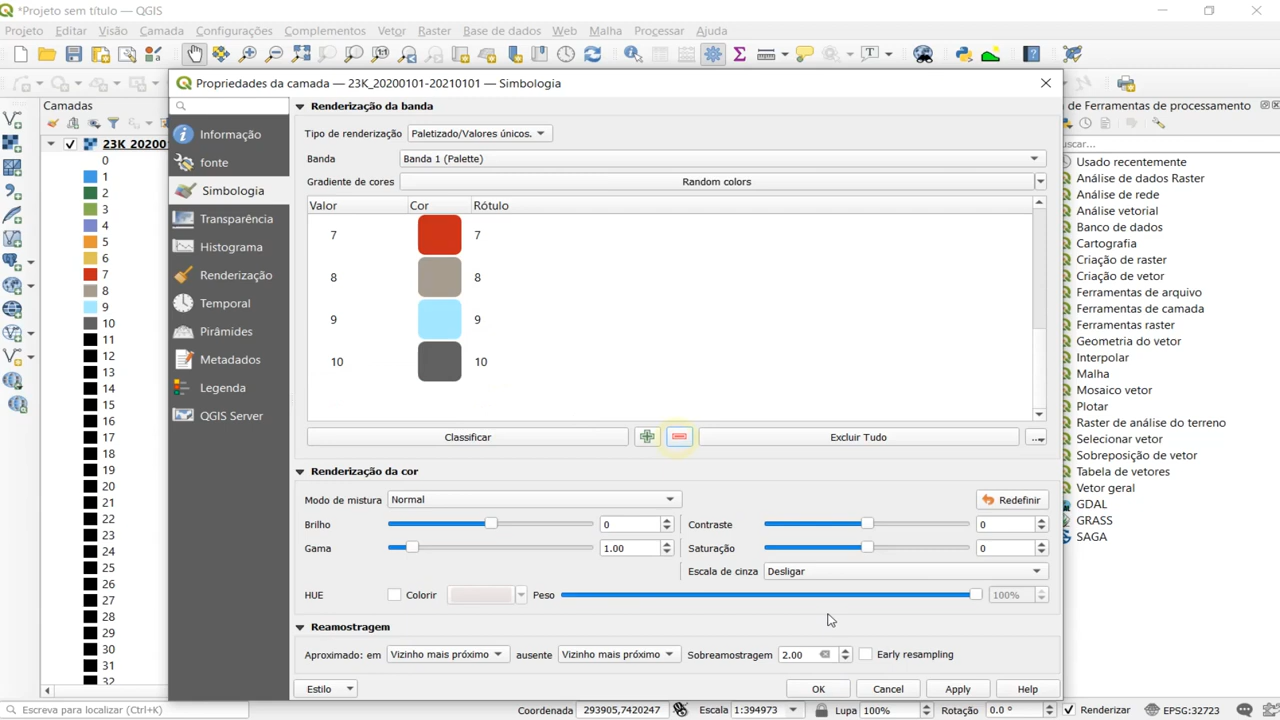 *Projeto sem título — QGIS
Projeto Editar Visão Camada Configurações Complementos Vetor Raster Base de dados Web Malha Processar Ajuda
Propriedades da camada — 23K_20200101-20210101 — Simbologia
Camadas
23K_20200
0
1
2
3
4
5
6
7
8
9
10
11
12
13
14
15
16
17
18
19
20
21
22
23
24
25
26
27
28
29
30
31
32
Informação
fonte
Simbologia
Transparência
Histograma
Renderização
Temporal
Pirâmides
Metadados
Legenda
QGIS Server
Renderização da banda
Tipo de renderização Paletizado/Valores únicos.
Banda Banda 1 (Palette)
Gradiente de cores Random colors
Valor Cor Rótulo
7 7
8 8
9 9
10 10
Classificar Excluir Tudo ...
Renderização da cor
Modo de mistura Normal Redefinir
Brilho 0 Contraste 0
Gama 1.00 Saturação 0
Escala de cinza Desligar
HUE Colorir Peso 100%
Reamostragem
Aproximado: em Vizinho mais próximo ausente Vizinho mais próximo Sobreamostragem 2.00 Early resampling
Estilo OK Cancel Apply Help
de Ferramentas de processamento
uscar...
Usado recentemente
Análise de dados Raster
Análise de rede
Análise vetorial
Banco de dados
Cartografia
Criação de raster
Criação de vetor
Ferramentas de arquivo
Ferramentas de camada
Ferramentas raster
Geometria do vetor
Interpolar
Malha
Mosaico vetor
Plotar
Raster de análise do terreno
Selecionar vetor
Sobreposição de vetor
Tabela de vetores
Vetor geral
GDAL
GRASS
SAGA
Escreva para localizar (Ctrl+K) Coordenada 293905,7420247 Escala 1:394973 Lupa 100% Rotação 0.0 ° Renderizar EPSG:32723